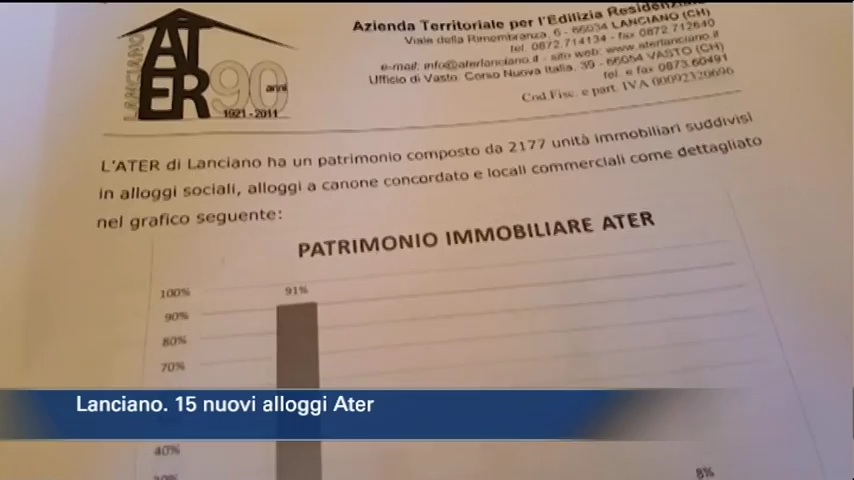 LANCIANO
ATER
90
anni
1921-2011
Azienda Territoriale per l'Edilizia Residenziale
Viale della Rimembranza, 6 - 66034 LANCIANO (CH)
tel. 0872.714134 - fax 0872.712640
e-mail: info@aterlanciano.it - sito web: www.aterlanciano.it
Ufficio di Vasto: Corso Nuova Italia, 39 - 66054 VASTO (CH)
tel. e fax 0873.60491
Cod.Fisc. e part. IVA 00092320696
L'ATER di Lanciano ha un patrimonio composto da 2177 unità immobiliari suddivisi
in alloggi sociali, alloggi a canone concordato e locali commerciali come dettagliato
nel grafico seguente:
PATRIMONIO IMMOBILIARE ATER
100%
91%
90%
80%
70%
Lanciano. 15 nuovi alloggi Ater
40%
8%